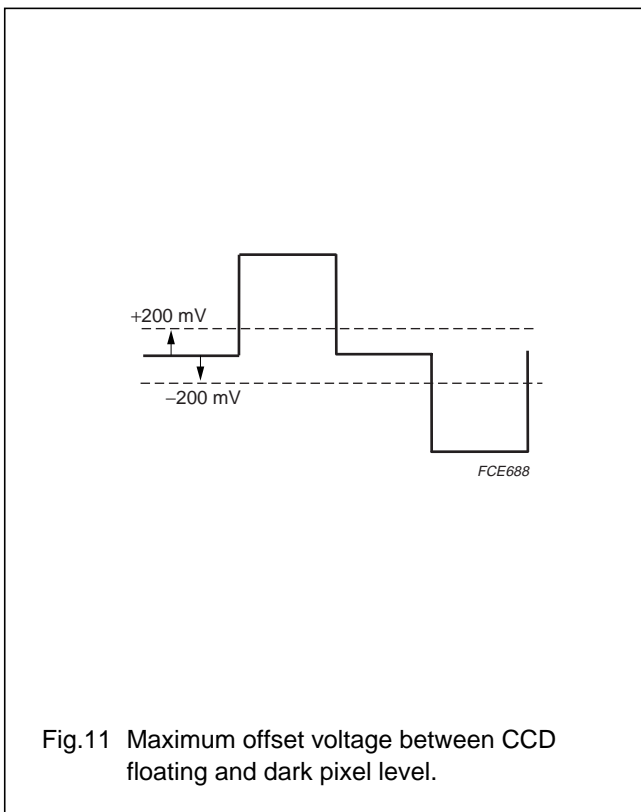 +200 mV
−200 mV
FCE688
Fig.11 Maximum offset voltage between CCD
floating and dark pixel level.